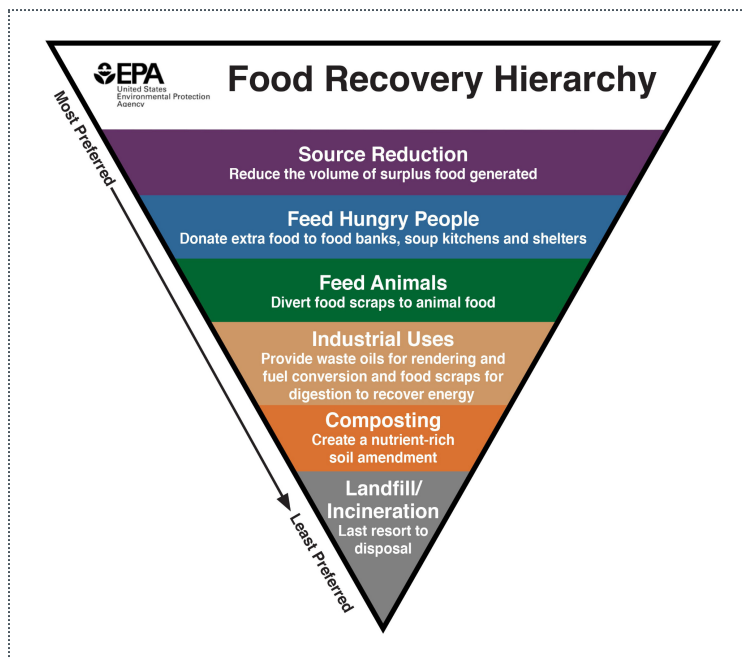 EPA
United States
Environmental Protection
Agency
Food Recovery Hierarchy
Most Preferred
Source Reduction
Reduce the volume of surplus food generated
Feed Hungry People
Donate extra food to food banks, soup kitchens and shelters
Feed Animals
Divert food scraps to animal food
Industrial Uses
Provide waste oils for rendering and
fuel conversion and food scraps for
digestion to recover energy
Composting
Create a nutrient-rich
soil amendment
Landfill/
Incineration
Last resort to
disposal
Least Preferred